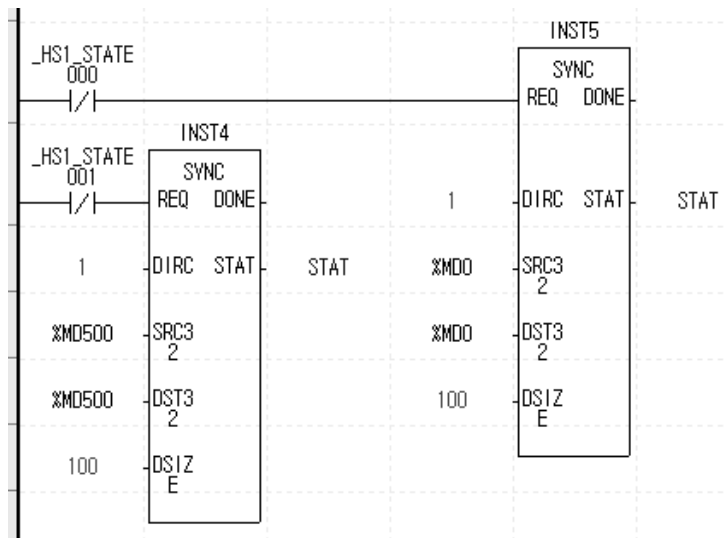 INST5
_HS1_STATE
000
SYNC
REQ DONE
INST4
_HS1_STATE
001
SYNC
REQ DONE
1
DIRC STAT
STAT
1
DIRC STAT
STAT
%MD0
SRC3
2
%MD500
SRC3
2
%MD0
DST3
2
%MD500
DST3
2
100
DSIZ
E
100
DSIZ
E